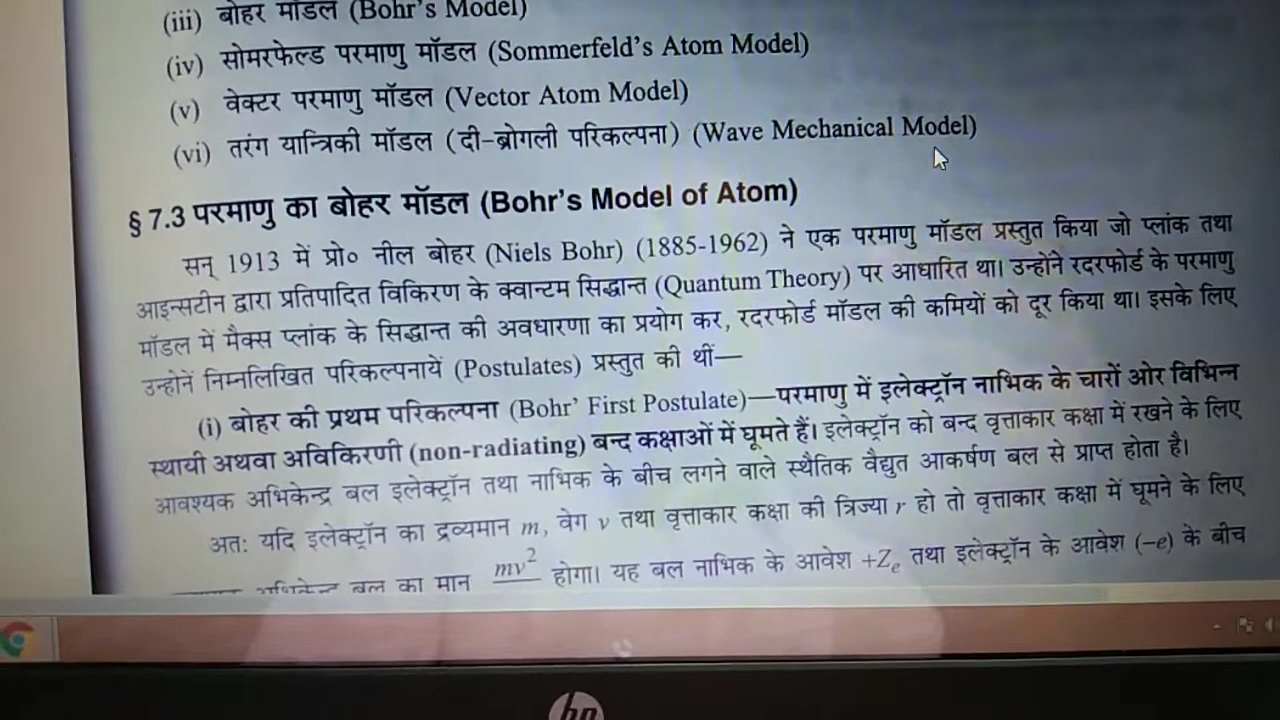 (iii) बोहर मॉडल (Bohr's Model)
(iv) सोमरफेल्ड परमाणु मॉडल (Sommerfeld's Atom Model)
(v) वेक्टर परमाणु मॉडल (Vector Atom Model)
(vi) तरंग यान्त्रिकी मॉडल (दी-ब्रोगली परिकल्पना) (Wave Mechanical Model)
§ 7.3 परमाणु का बोहर मॉडल (Bohr's Model of Atom)
सन् 1913 में प्रो० नील बोहर (Niels Bohr) (1885-1962) ने एक परमाणु मॉडल प्रस्तुत किया जो प्लांक तथा
आइन्सटीन द्वारा प्रतिपादित विकिरण के क्वान्टम सिद्धान्त (Quantum Theory) पर आधारित था। उन्होंने रदरफोर्ड के परमाणु
मॉडल में मैक्स प्लांक के सिद्धान्त की अवधारणा का प्रयोग कर, रदरफोर्ड मॉडल की कमियों को दूर किया था। इसके लिए
उन्होनें निम्नलिखित परिकल्पनायें (Postulates) प्रस्तुत की थीं—
(i) बोहर की प्रथम परिकल्पना (Bohr' First Postulate)—परमाणु में इलेक्ट्रॉन नाभिक के चारों ओर विभिन्न
स्थायी अथवा अविकिरणी (non-radiating) बन्द कक्षाओं में घूमते हैं। इलेक्ट्रॉन को बन्द वृत्ताकार कक्षा में रखने के लिए
आवश्यक अभिकेन्द्र बल इलेक्ट्रॉन तथा नाभिक के बीच लगने वाले स्थैतिक वैद्युत आकर्षण बल से प्राप्त होता है।
अतः यदि इलेक्ट्रॉन का द्रव्यमान m, वेग v तथा वृत्ताकार कक्षा की त्रिज्या r हो तो वृत्ताकार कक्षा में घूमने के लिए
अभिकेन्द्र बल का मान mv² होगा। यह बल नाभिक के आवेश +Zₑ तथा इलेक्ट्रॉन के आवेश (–e) के बीच
hp